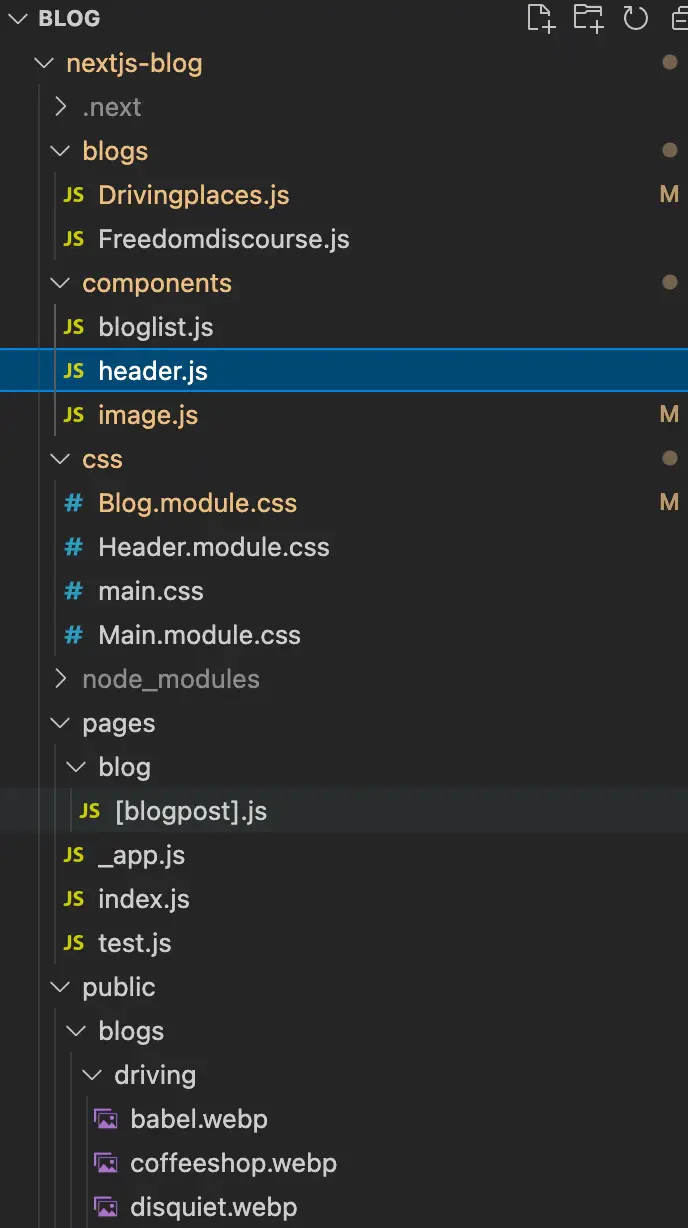 BLOG
nextjs-blog
.next
blogs
JS Drivingplaces.js M
JS Freedomdiscourse.js
components
JS bloglist.js
JS header.js
JS image.js M
css
# Blog.module.css M
# Header.module.css
# main.css
# Main.module.css
node_modules
pages
blog
JS [blogpost].js
JS _app.js
JS index.js
JS test.js
public
blogs
driving
babel.webp
coffeeshop.webp
disquiet.webp